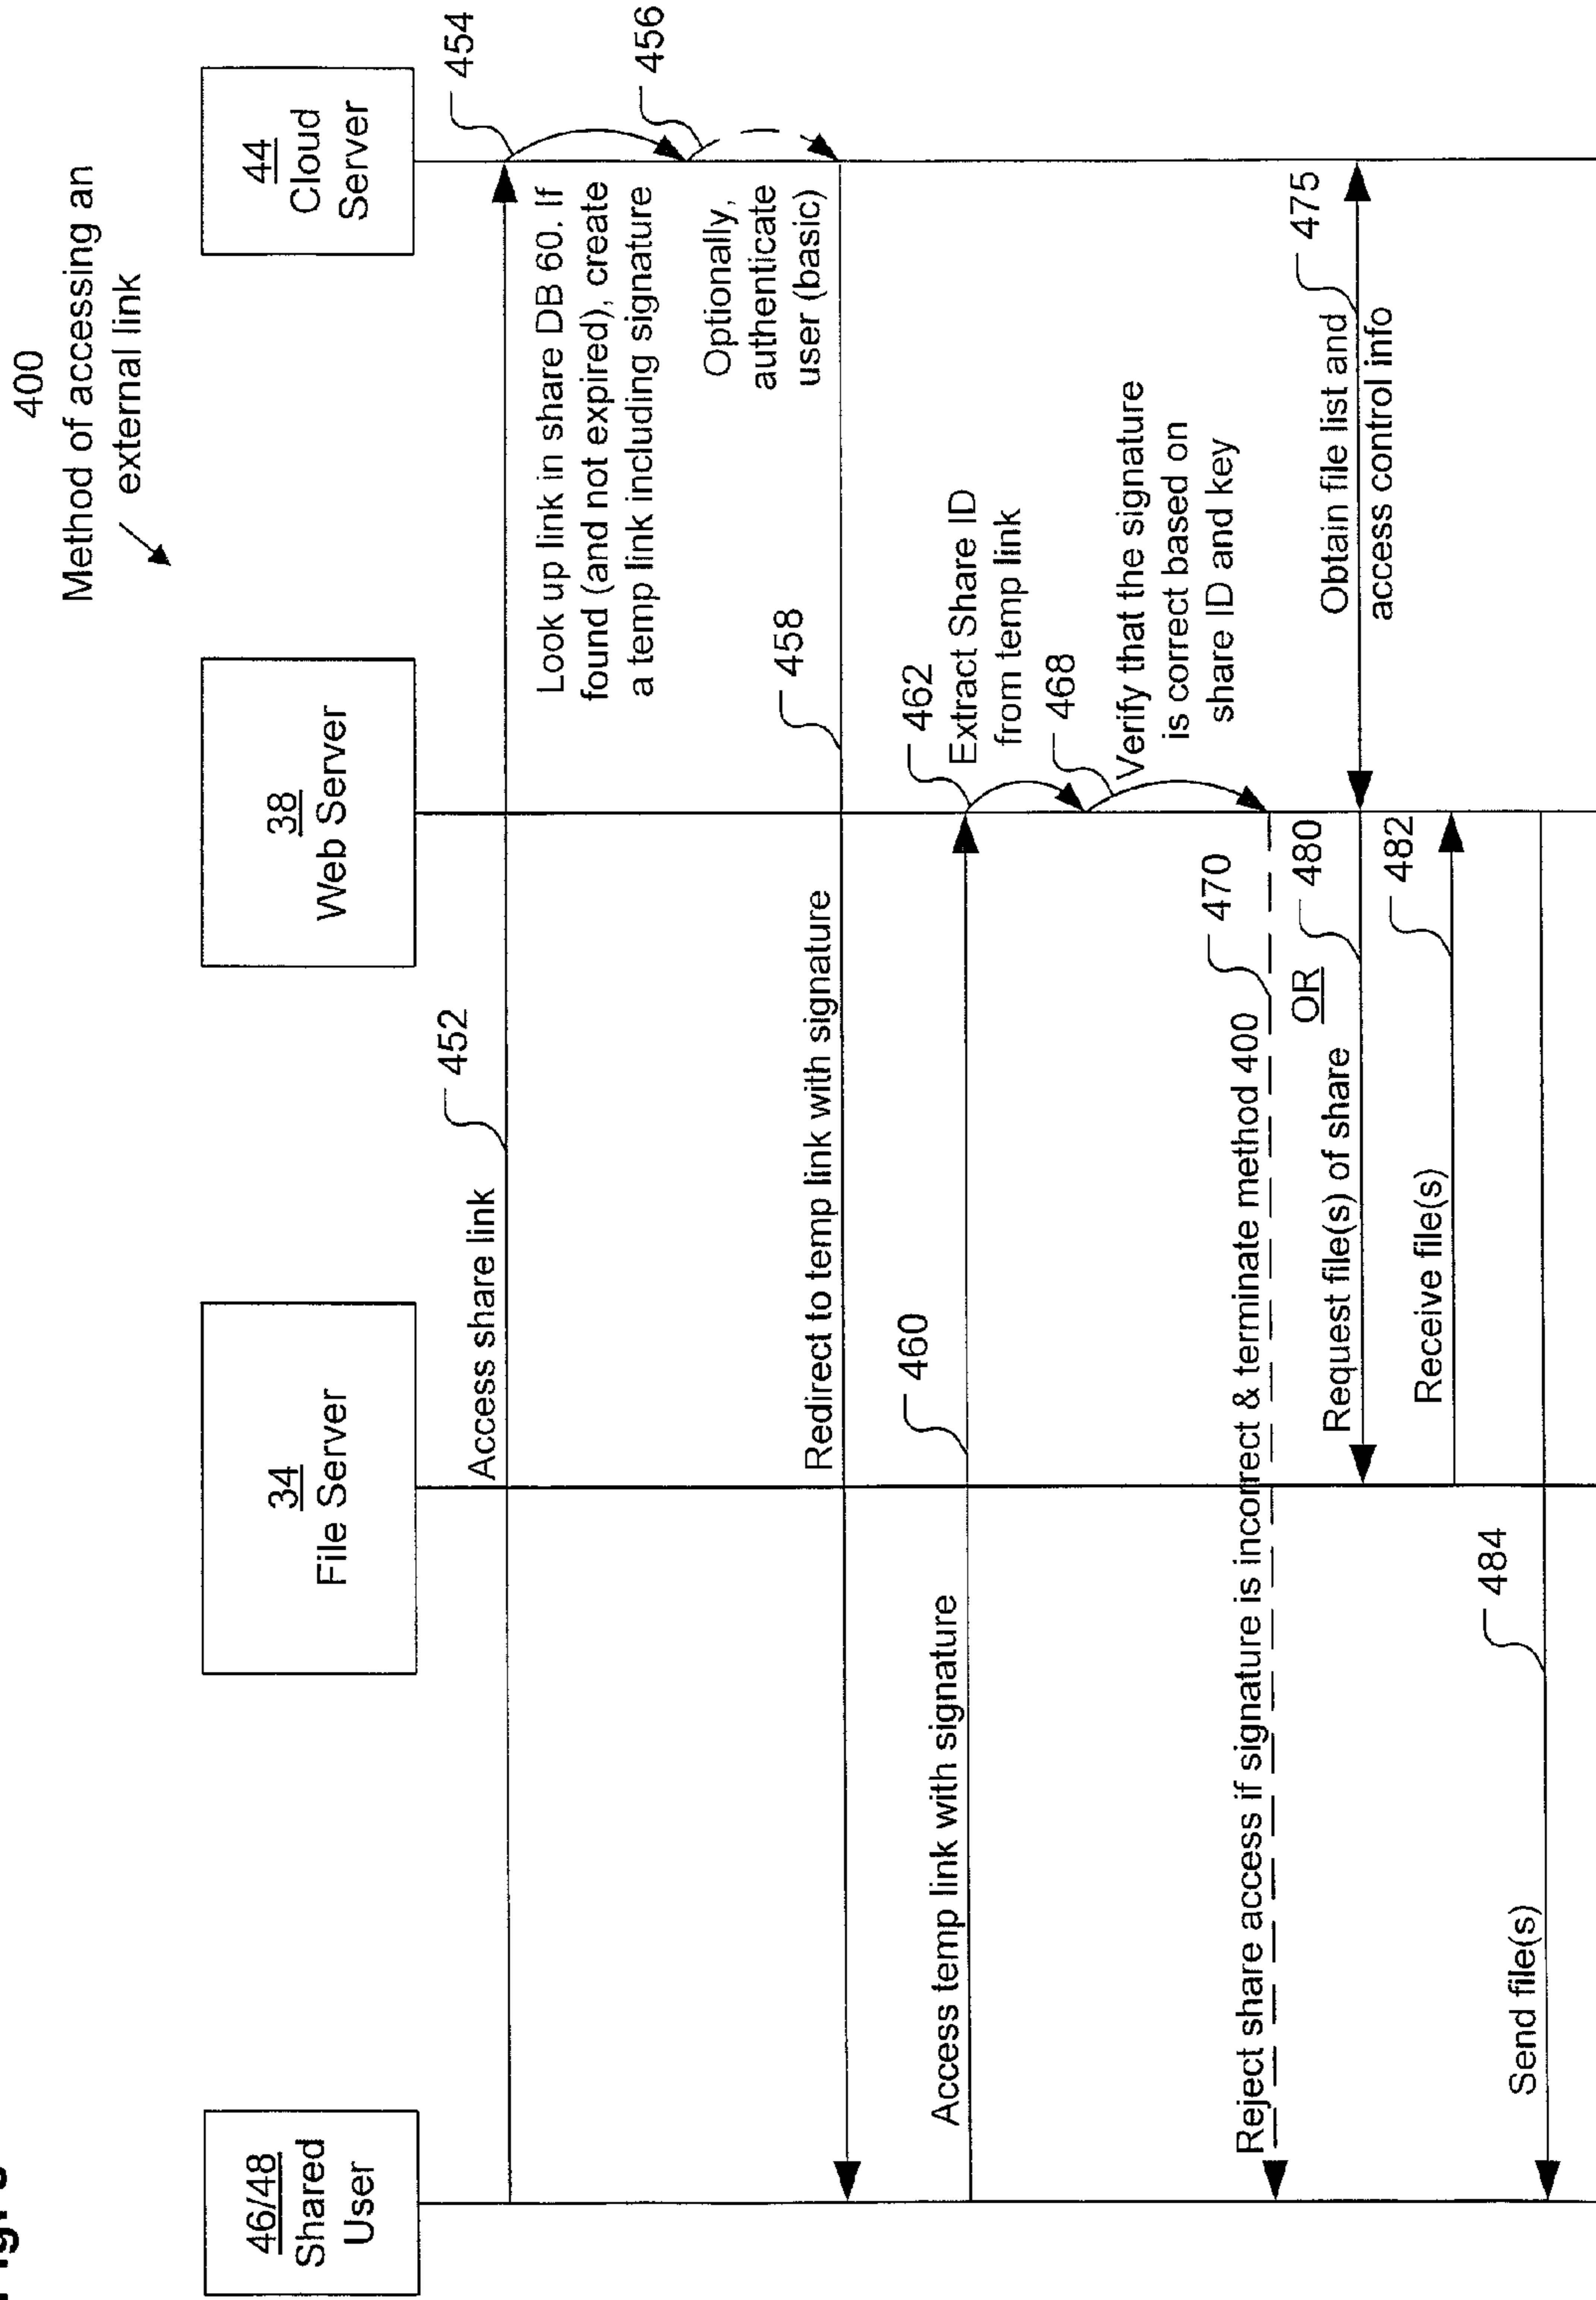 400
Method of accessing an
external link
46/48
Shared
User
34
File Server
38
Web Server
44
Cloud
Server
Access share link
452
454
Look up link in share DB 60. If
found (and not expired), create
a temp link including signature
456
Optionally,
authenticate
user (basic)
Redirect to temp link with signature
458
Access temp link with signature
460
462
Extract Share ID
from temp link
468
Verify that the signature
is correct based on
share ID and key
Reject share access if signature is incorrect & terminate method 400
470
OR
Request file(s) of share
480
475
Obtain file list and
access control info
Receive file(s)
482
Send file(s)
484